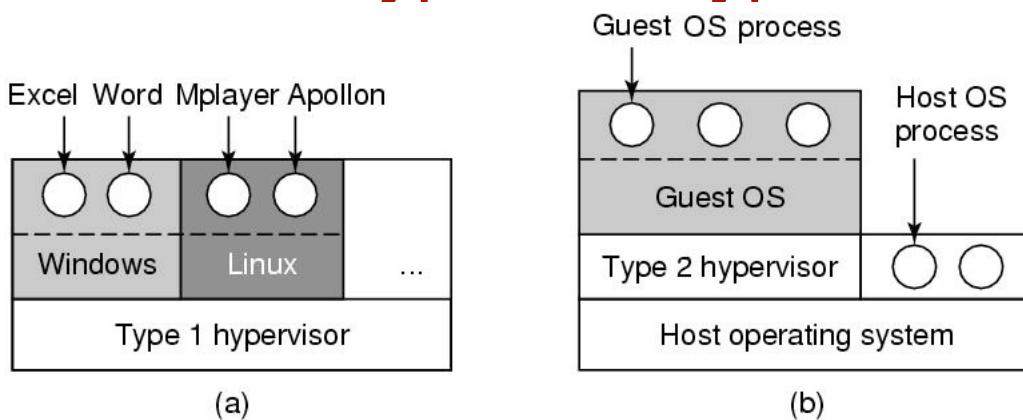 Excel Word Mplayer Apollon
Windows
Linux
...
Type 1 hypervisor
(a)
Guest OS process
Host OS
process
Guest OS
Type 2 hypervisor
Host operating system
(b)